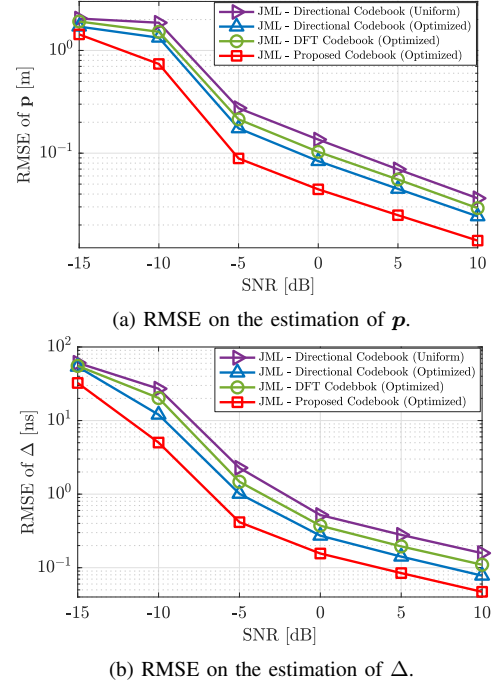 JML - Directional Codebook (Uniform)
JML - Directional Codebook (Optimized)
JML - DFT Codebook (Optimized)
JML - Proposed Codebook (Optimized)
10^0
10^-1
RMSE of p [m]
-15 -10 -5 0 5 10
SNR [dB]
(a) RMSE on the estimation of p.
JML - Directional Codebook (Uniform)
JML - Directional Codebook (Optimized)
JML - DFT Codebbok (Optimized)
JML - Proposed Codebook (Optimized)
10^2
10^1
10^0
10^-1
RMSE of Δ [ns]
-15 -10 -5 0 5 10
SNR [dB]
(b) RMSE on the estimation of Δ.